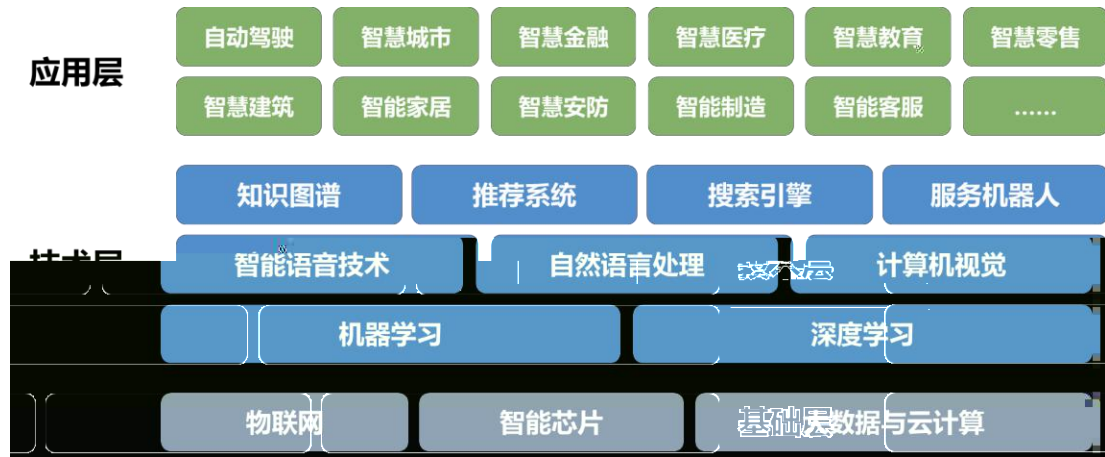 应用层
自动驾驶 智慧城市 智慧金融 智慧医疗 智慧教育 智慧零售
智慧建筑 智能家居 智慧安防 智能制造 智能客服 ……
知识图谱 推荐系统 搜索引擎 服务机器人
智能语音技术 自然语言处理 计算机视觉
机器学习 深度学习
物联网 智能芯片 大数据与云计算
基础层